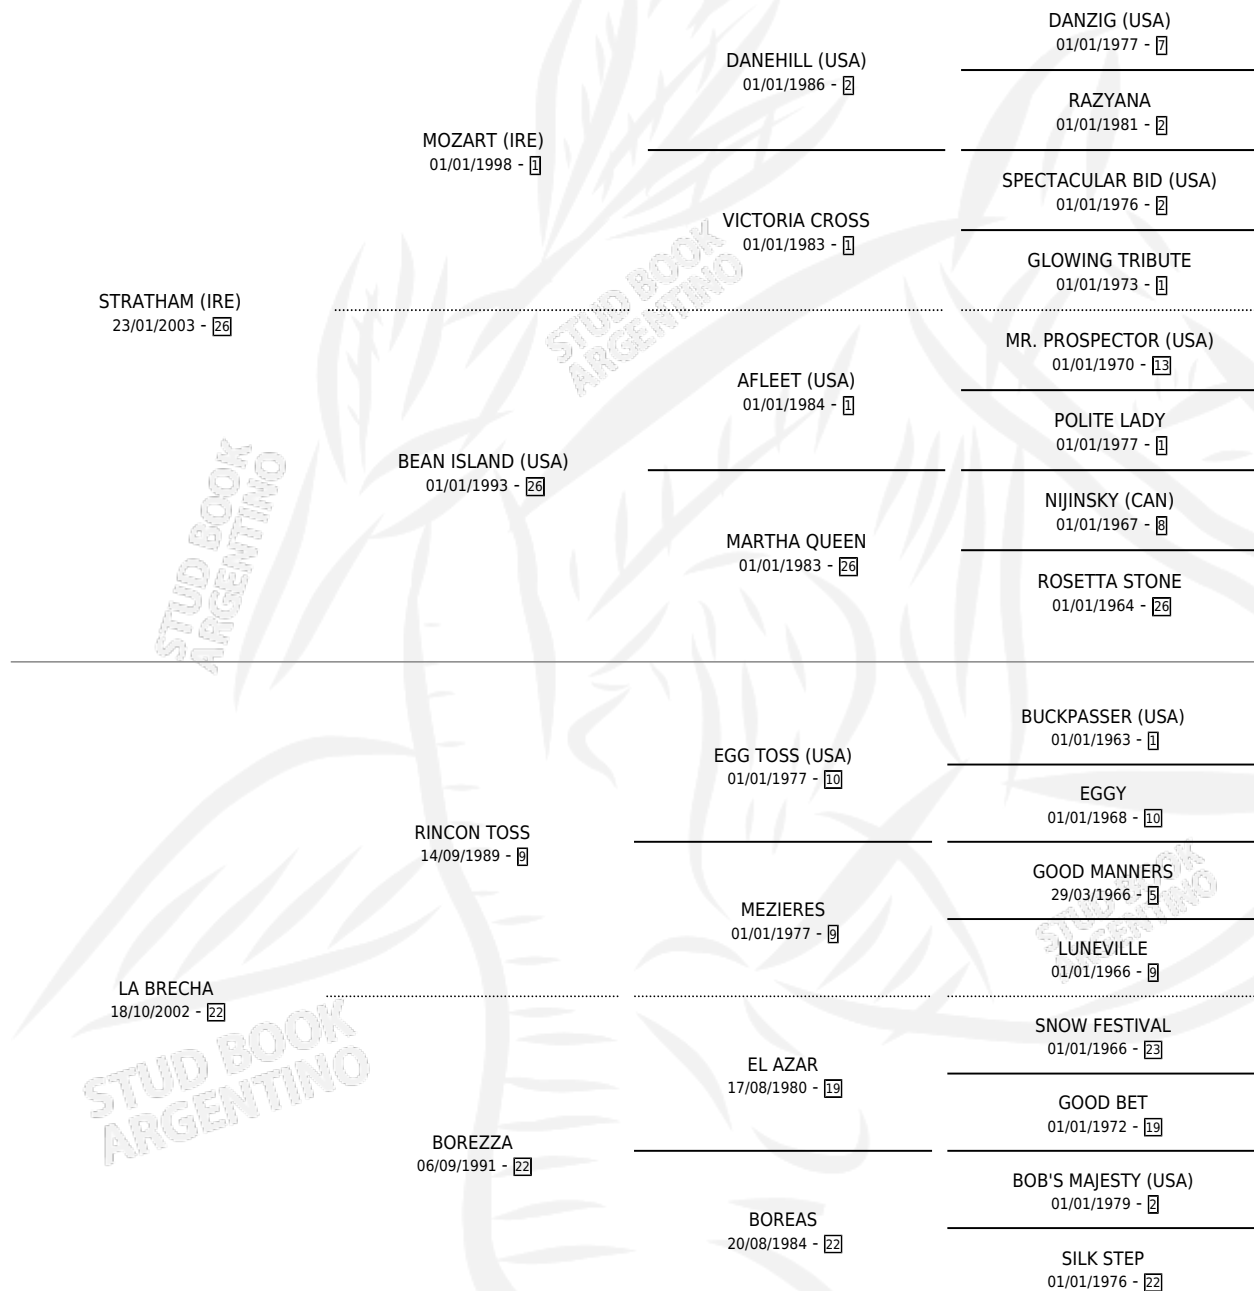 DANZIG (USA)
01/01/1977 - 7
DANEHILL (USA)
01/01/1986 - 2
RAZYANA
01/01/1981 - 2
MOZART (IRE)
01/01/1998 - 1
SPECTACULAR BID (USA)
01/01/1976 - 2
VICTORIA CROSS
01/01/1983 - 1
GLOWING TRIBUTE
01/01/1973 - 1
STRATHAM (IRE)
23/01/2003 - 26
MR. PROSPECTOR (USA)
01/01/1970 - 13
AFLEET (USA)
01/01/1984 - 1
POLITE LADY
01/01/1977 - 1
BEAN ISLAND (USA)
01/01/1993 - 26
NIJINSKY (CAN)
01/01/1967 - 8
MARTHA QUEEN
01/01/1983 - 26
ROSETTA STONE
01/01/1964 - 26
BUCKPASSER (USA)
01/01/1963 - 1
EGG TOSS (USA)
01/01/1977 - 10
EGGY
01/01/1968 - 10
RINCON TOSS
14/09/1989 - 9
GOOD MANNERS
29/03/1966 - 5
MEZIERES
01/01/1977 - 9
LUNEVILLE
01/01/1966 - 9
LA BRECHA
18/10/2002 - 22
SNOW FESTIVAL
01/01/1966 - 23
EL AZAR
17/08/1980 - 19
GOOD BET
01/01/1972 - 19
BOREZZA
06/09/1991 - 22
BOB'S MAJESTY (USA)
01/01/1979 - 2
BOREAS
20/08/1984 - 22
SILK STEP
01/01/1976 - 22
STUD BOOK
ARGENTINO
STUD BOOK
ARGENTINO
STUD BOOK
ARGENTINO
STUD BOOK
ARGENTINO